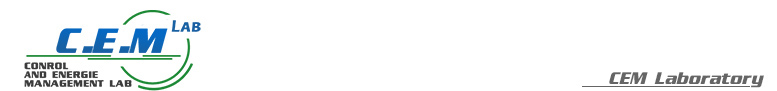 C.E.M LAB
CONROL
AND ENERGIE
MANAGEMENT LAB
CEM Laboratory